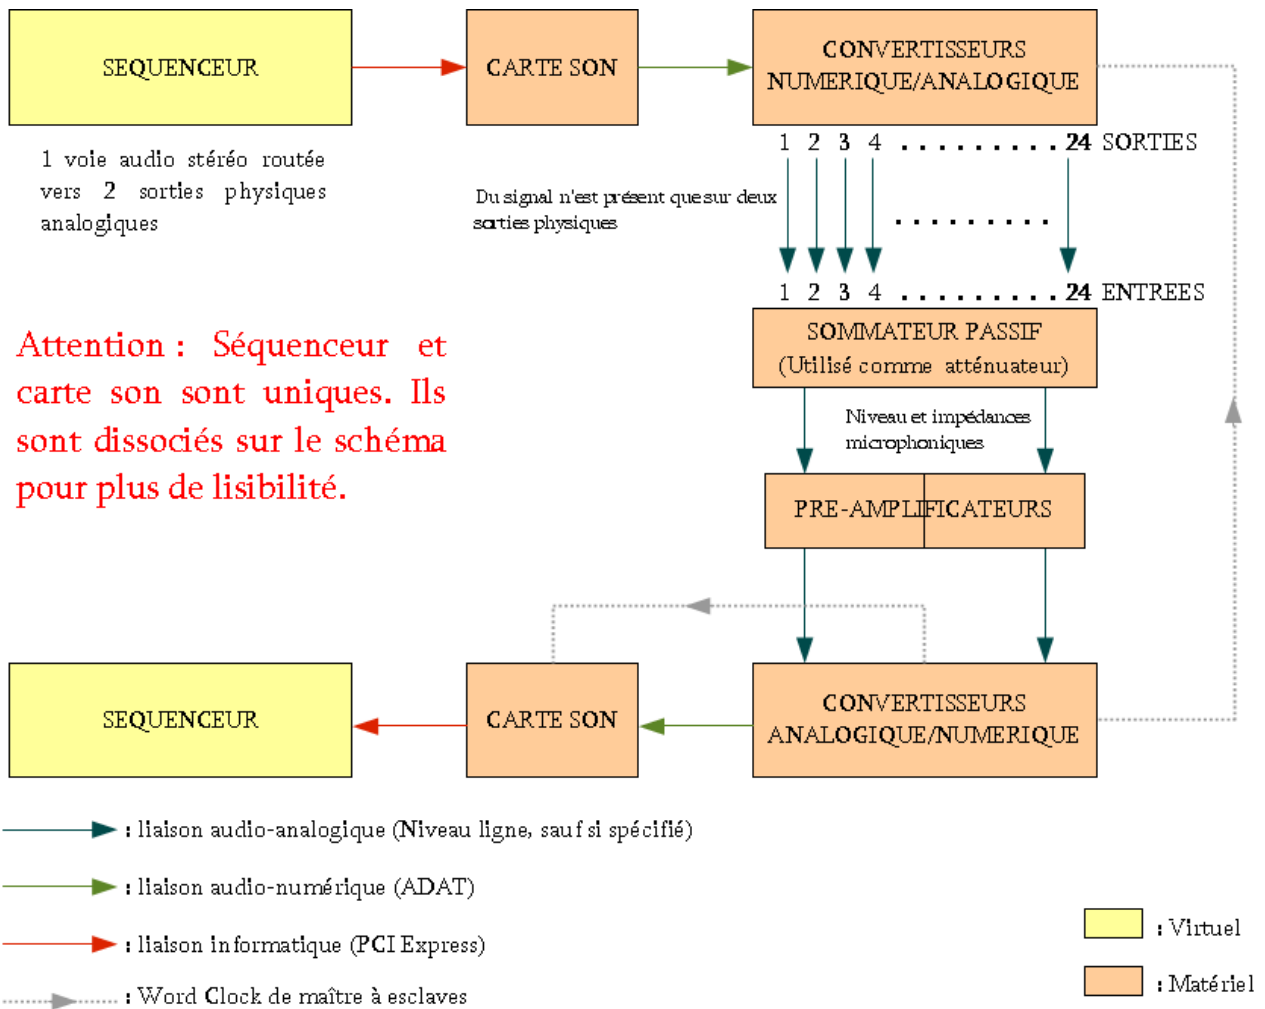 SEQUENCEUR
CARTE SON
CONVERTISSEURS
NUMERIQUE/ANALOGIQUE
1 voie audio stéréo routée
vers 2 sorties physiques
analogiques
1 2 3 4 . . . . . . . . . 24 SORTIES
Du signal n'est présent que sur deux
sorties physiques
. . . . . . . . .
1 2 3 4 . . . . . . . . . 24 ENTREES
SOMMATEUR PASSIF
(Utilisé comme atténuateur)
Attention : Séquenceur et
carte son sont uniques. Ils
sont dissociés sur le schéma
pour plus de lisibilité.
Niveau et impédances
microphoniques
PRE-AMPLIFICATEURS
SEQUENCEUR
CARTE SON
CONVERTISSEURS
ANALOGIQUE/NUMERIQUE
: liaison audio-analogique (Niveau ligne, sauf si spécifié)
: liaison audio-numérique (ADAT)
: liaison informatique (PCI Express)
: Word Clock de maître à esclaves
: Virtuel
: Matériel